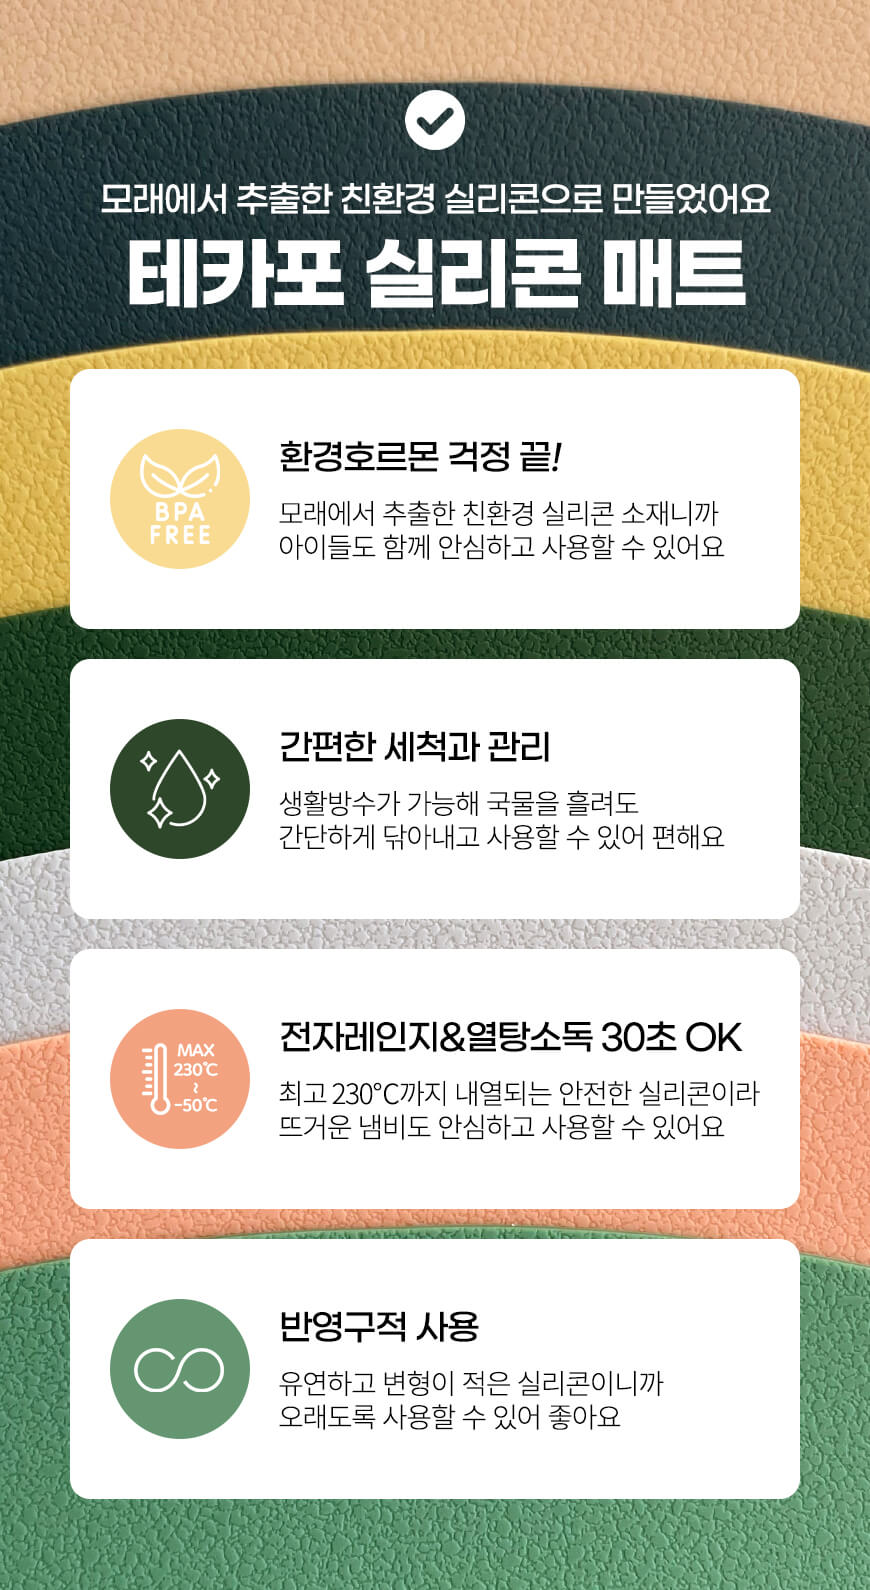 모래에서 추출한 친환경 실리콘으로 만들었어요
테카포 실리콘 매트
BPA
FREE
환경호르몬 걱정 끝!
모래에서 추출한 친환경 실리콘 소재니까
아이들도 함께 안심하고 사용할 수 있어요
간편한 세척과 관리
생활방수가 가능해 국물을 흘려도
간단하게 닦아내고 사용할 수 있어 편해요
MAX
230℃
~
-50℃
전자레인지&열탕소독 30초 OK
최고 230°C까지 내열되는 안전한 실리콘이라
뜨거운 냄비도 안심하고 사용할 수 있어요
반영구적 사용
유연하고 변형이 적은 실리콘이니까
오래도록 사용할 수 있어 좋아요